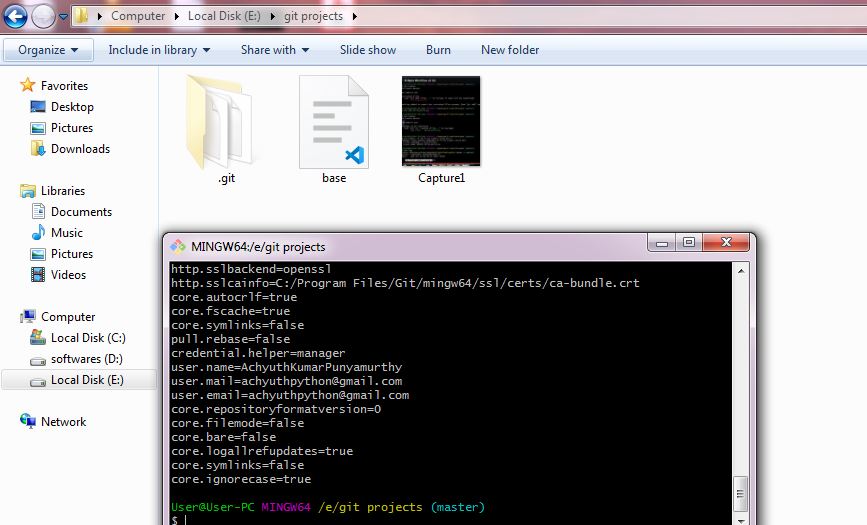 Computer Local Disk (E:) git projects
Organize Include in library Share with Slide show Burn New folder
Favorites
Desktop
Pictures
Downloads
Libraries
Documents
Music
Pictures
Videos
Computer
Local Disk (C:)
softwares (D:)
Local Disk (E:)
Network
.git
base
Capture1
MINGW64:/e/git projects
http.sslbackend=openssl
http.sslcainfo=C:/Program Files/Git/mingw64/ssl/certs/ca-bundle.crt
core.autocrlf=true
core.fscache=true
core.symlinks=false
pull.rebase=false
credential.helper=manager
user.name=AchyuthKumarPunyamurthy
user.mail=achyuthpython@gmail.com
user.email=achyuthpython@gmail.com
core.repositoryformatversion=0
core.filemode=false
core.bare=false
core.logallrefupdates=true
core.symlinks=false
core.ignorecase=true
User@User-PC MINGW64 /e/git projects (master)
$